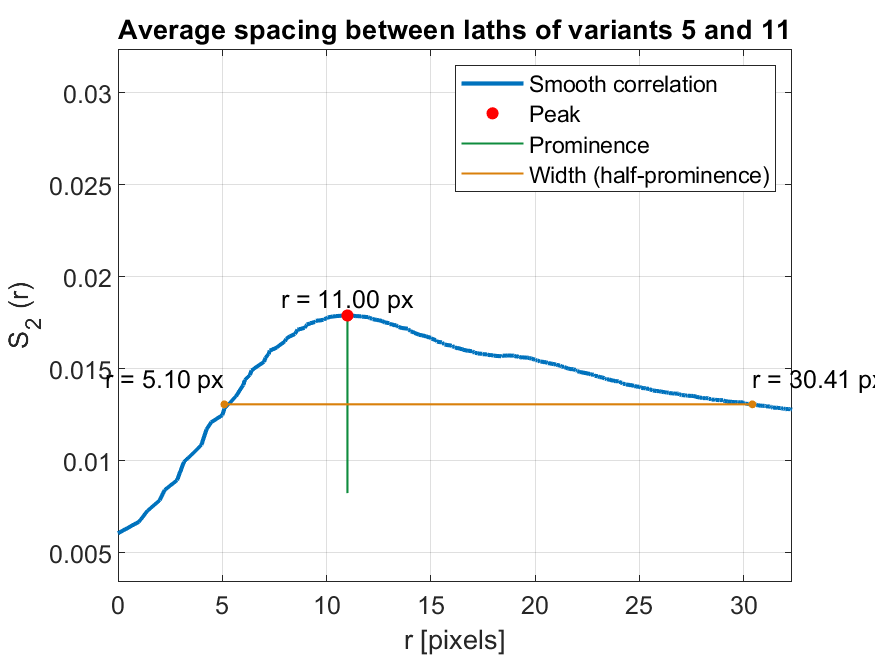 Average spacing between laths of variants 5 and 11
Smooth correlation
Peak
Prominence
Width (half-prominence)
0.03
0.025
0.02
0.015
0.01
0.005
S2 (r)
r = 11.00 px
r = 5.10 px
r = 30.41 px
0 5 10 15 20 25 30
r [pixels]